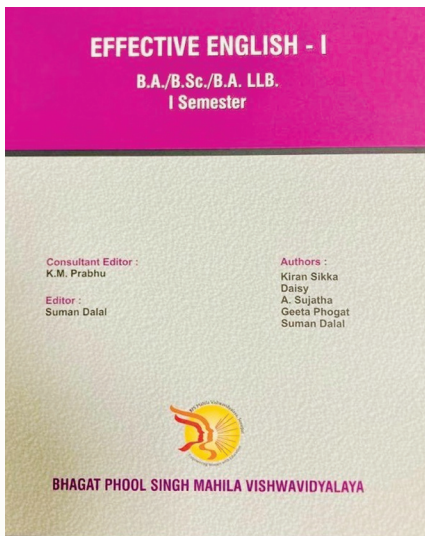 EFFECTIVE ENGLISH - I
B.A./B.Sc./B.A. LLB.
I Semester
Consultant Editor :
K.M. Prabhu
Editor :
Suman Dalal
Authors :
Kiran Sikka
Daisy
A. Sujatha
Geeta Phogat
Suman Dalal
BHAGAT PHOOL SINGH MAHILA VISHWAVIDYALAYA